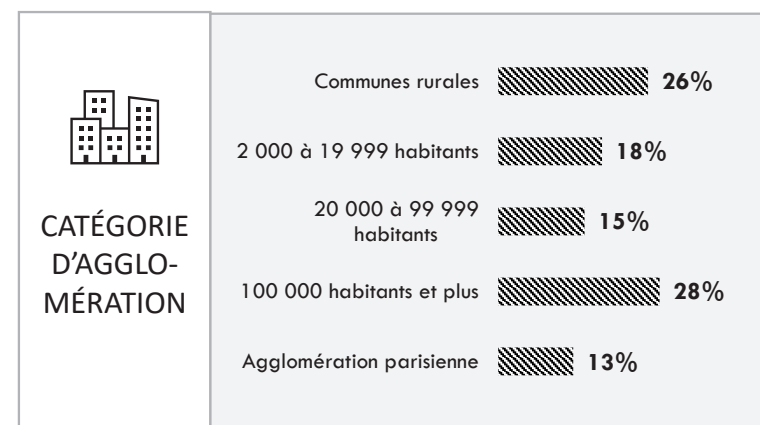 CATÉGORIE
D'AGGLO-
MÉRATION
Communes rurales 26%
2 000 à 19 999 habitants 18%
20 000 à 99 999
habitants 15%
100 000 habitants et plus 28%
Agglomération parisienne 13%